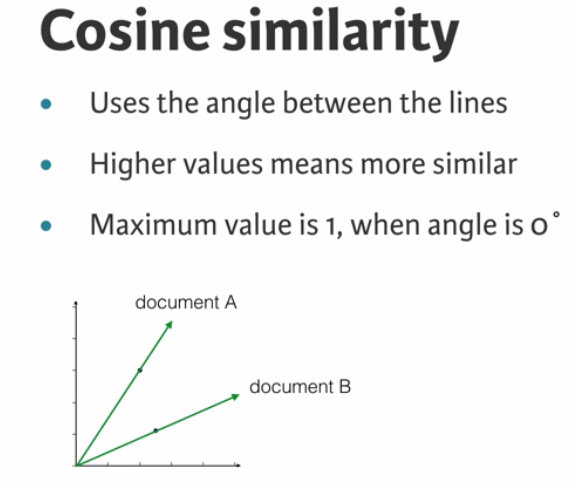 Cosine similarity
• Uses the angle between the lines
• Higher values means more similar
• Maximum value is 1, when angle is 0°
document A
document B